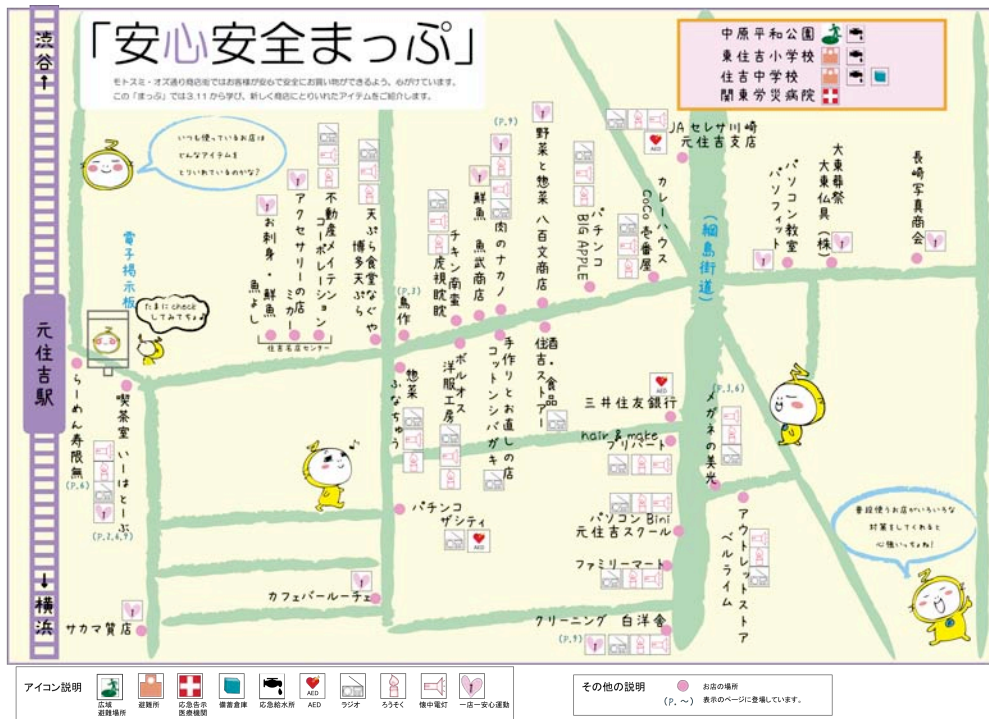 渋谷↑
「安心安全まっぷ」
モトスミ・オズ通り商店街ではお客様が安心で安全にお買い物ができるよう、心がけています。
この「まっぷ」では3.11から学び、新しく商店にとりいれたアイテムをご紹介します。
中原平和公園
東住吉小学校
住吉中学校
関東労災病院
いつも使っているお店は
どんなアイテムを
とりいれているのかな?
電子掲示板
たまにcheck
してみてちょ♪
元住吉駅
お刺身・鮮魚
魚よし
アクセサリーの店
ミカー
不動産メイテン
コーポレーション
住吉名店センター
天ぷら食堂なぐや
博多天ぷら
(P.3)
鳥作
チキン南蛮
虎視眈眈
鮮魚 魚武商店
(P.9)
肉のナカノ
野菜と惣菜 八百文商店
パチンコ
BIG APPLE
カレーハウス
CoCo壱番屋
AED
JAセレサ川崎
元住吉支店
(綱島街道)
パソコン教室
パソフィット
大東葬祭
大東仏具(株)
長崎写真商会
らーめん寿限無
(P.6)
喫茶室 いーはとーぶ
(P.2,6,9)
惣菜
ふなちゅう
ボルオス
洋服工房
手作りとお直しの店
コットンシバガキ
酒・食品
住吉ストアー
AED
三井住友銀行
hair & make
プリパート
(P.3,6)
メガネの美光
パチンコ
ザシティ
AED
パソコン Bini
元住吉スクール
ファミリーマート
アウトレットストア
ベルライム
普段使うお店がいろいろな
対策をしてくれると
心強いっちょね!
カフェバールーチェ
クリーニング 白洋舎
(P.9)
↓横浜
サカマ質店
アイコン説明
広域
避難場所
避難所
応急告示
医療機関
備蓄倉庫
応急給水所
AED
AED
ラジオ
ろうそく
懐中電灯
一店一安心運動
その他の説明
お店の場所
(P.~) 表示のページに登場しています。